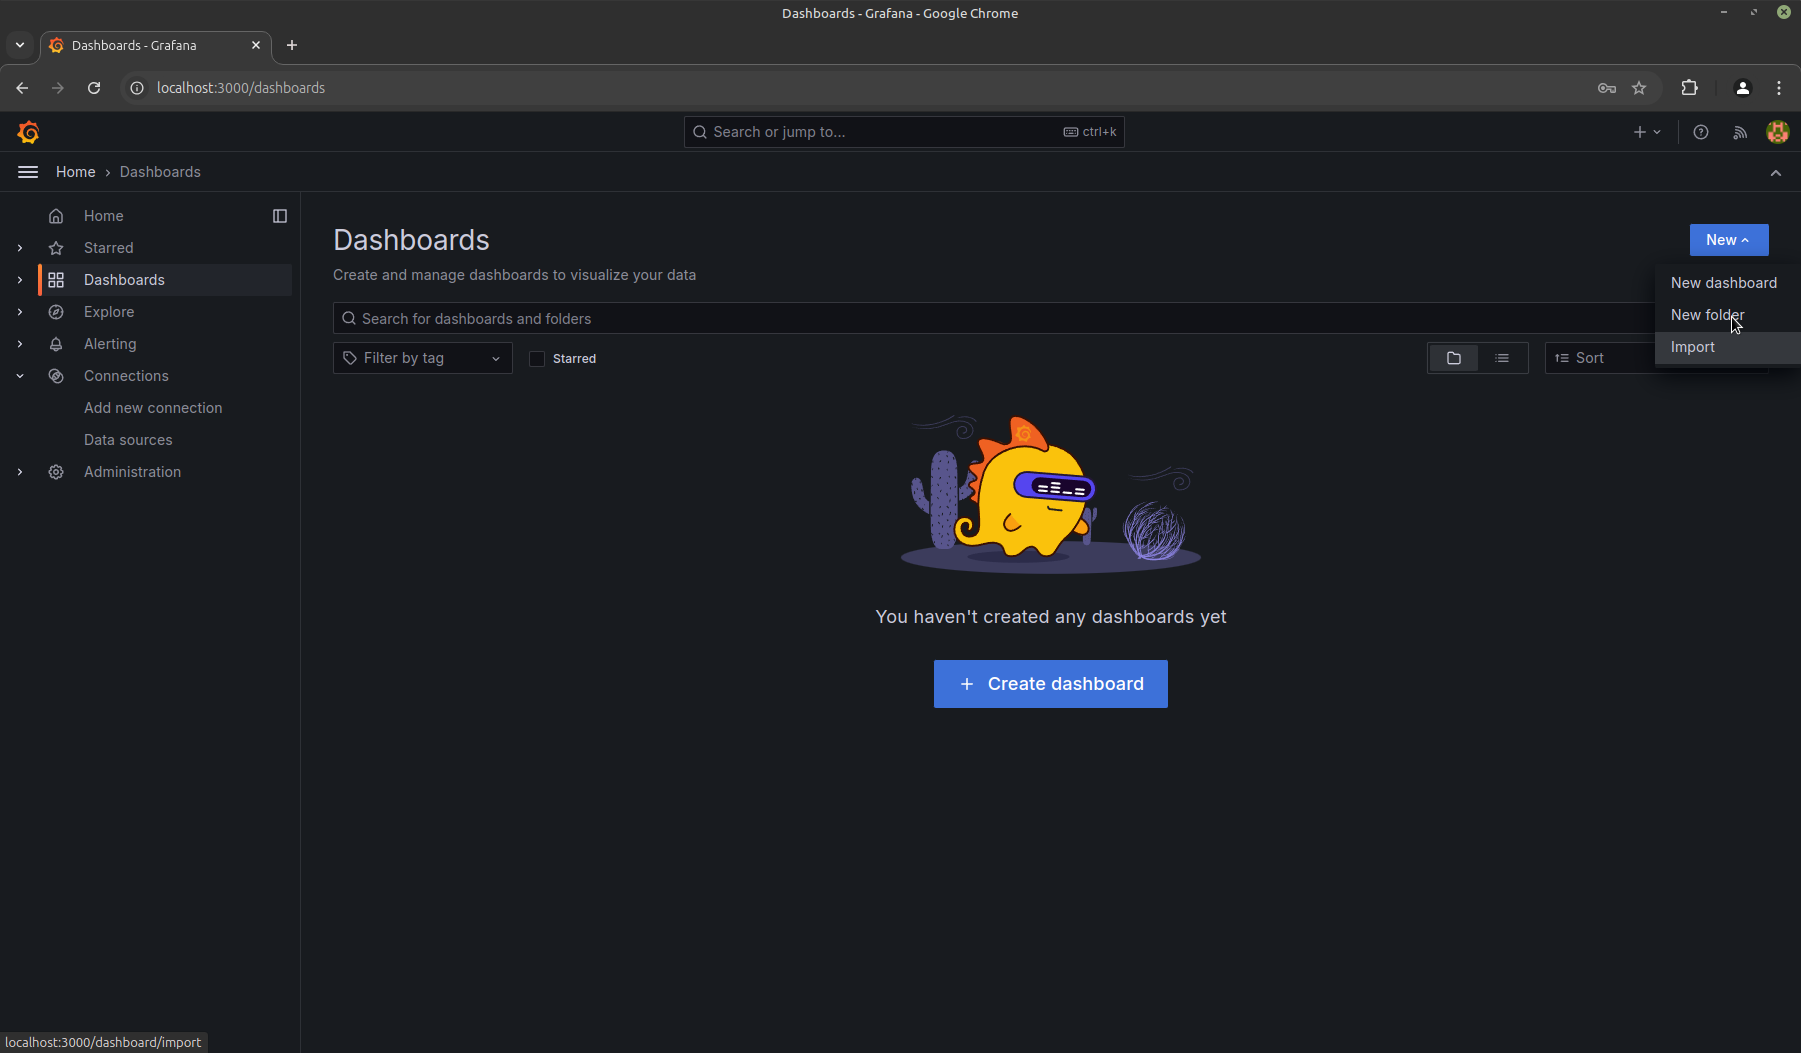 Dashboards - Grafana - Google Chrome
Dashboards - Grafana
localhost:3000/dashboards
Search or jump to...
ctrl+k
Home › Dashboards
Home
Starred
Dashboards
Explore
Alerting
Connections
Add new connection
Data sources
Administration
Dashboards
Create and manage dashboards to visualize your data
New
New dashboard
New folder
Import
Search for dashboards and folders
Filter by tag
Starred
Sort
You haven't created any dashboards yet
Create dashboard
localhost:3000/dashboard/import